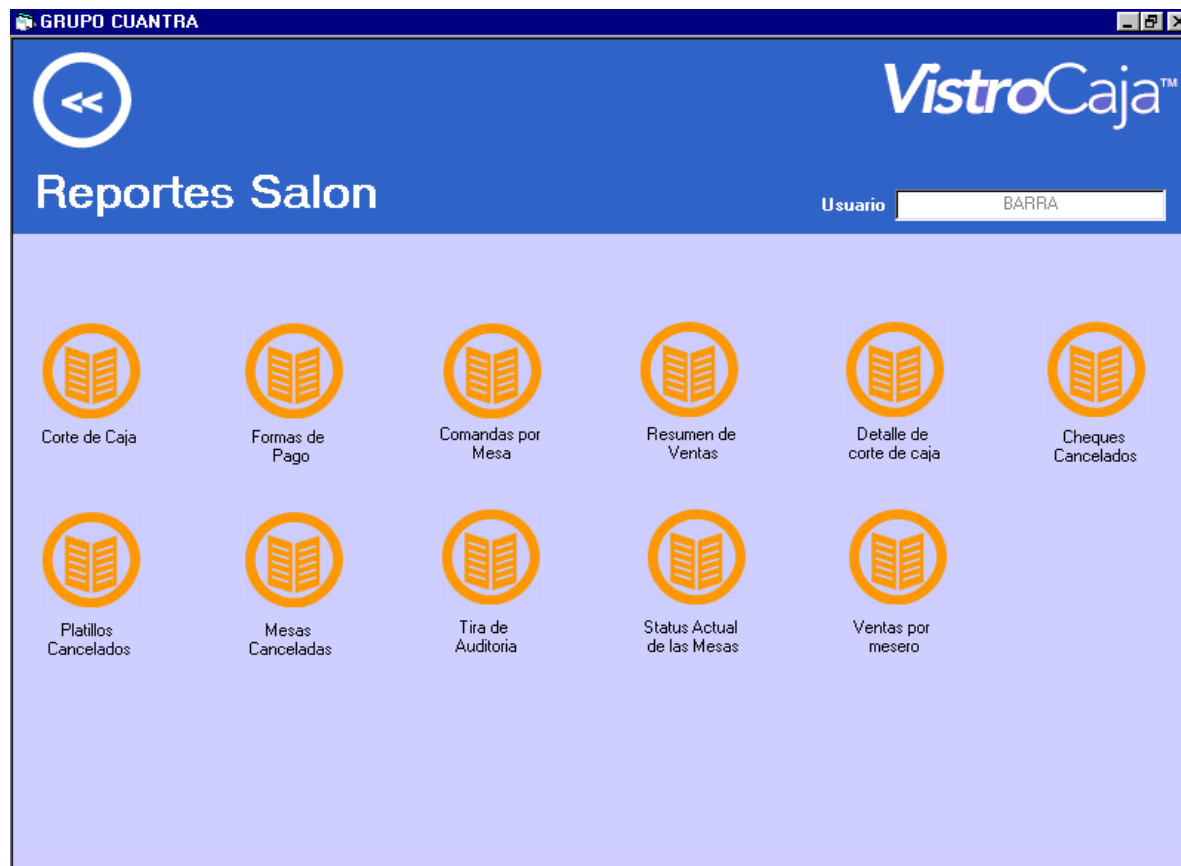 GRUPO CUANTRA
<<
VistroCaja™
Reportes Salon
Usuario BARRA
Corte de Caja
Formas de
Pago
Comandas por
Mesa
Resumen de
Ventas
Detalle de
corte de caja
Cheques
Cancelados
Platillos
Cancelados
Mesas
Canceladas
Tira de
Auditoria
Status Actual
de las Mesas
Ventas por
mesero